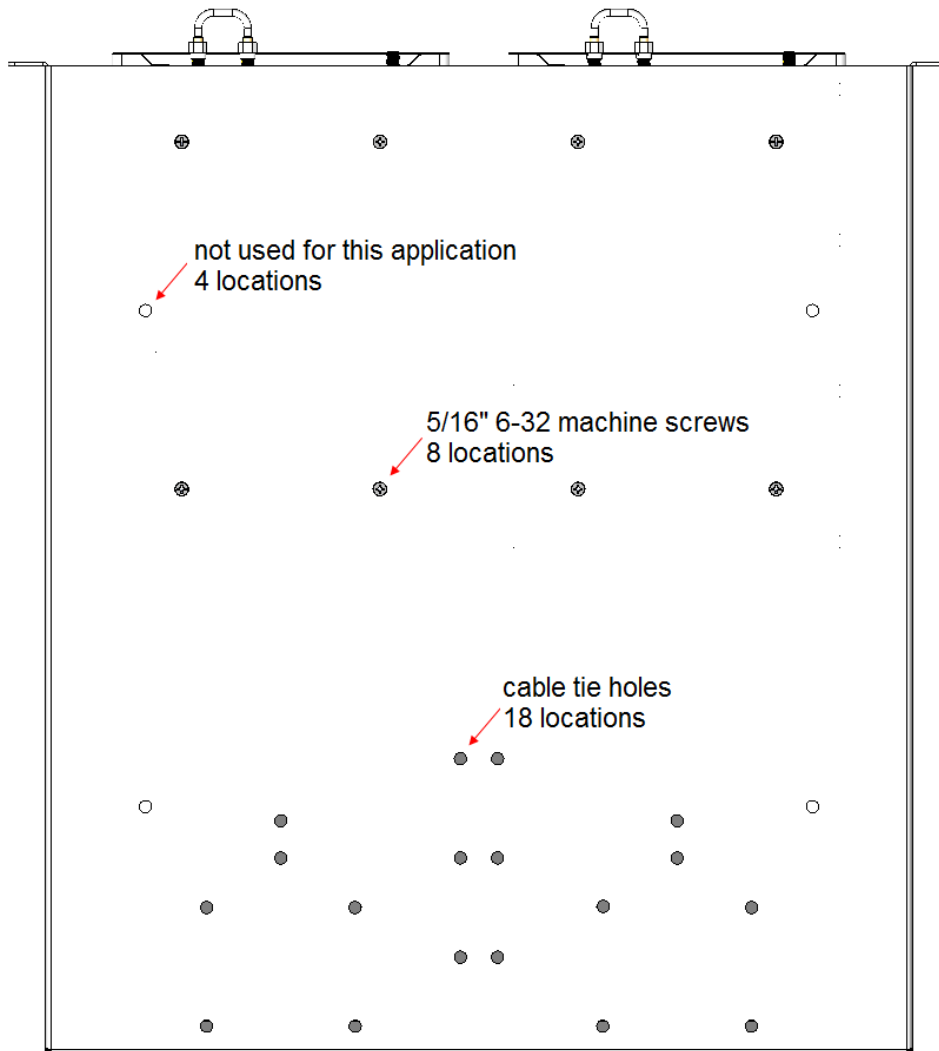 not used for this application
4 locations
5/16" 6-32 machine screws
8 locations
cable tie holes
18 locations